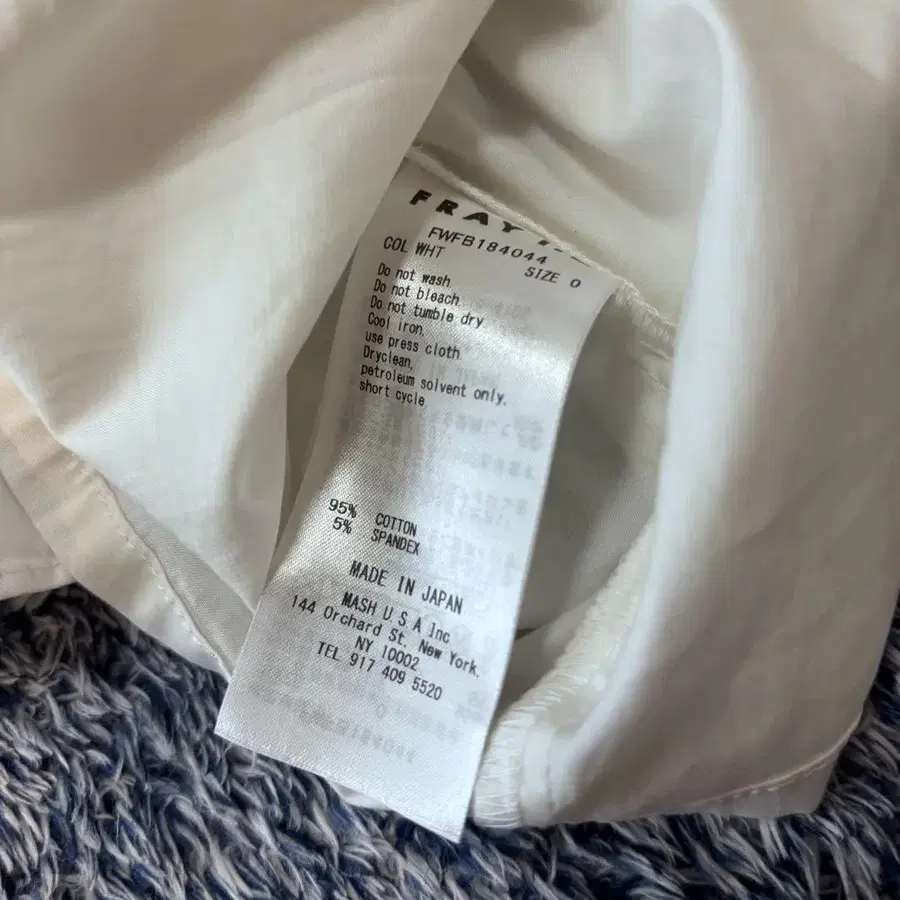 FRAY
FWFB184044
COL WHT SIZE 0
Do not wash
Do not bleach
Do not tumble dry
Cool iron,
use press cloth
Dryclean,
petroleum solvent only,
short cycle
95% COTTON
5% SPANDEX
MADE IN JAPAN
MASH U S A Inc
144 Orchard St, New York,
NY 10002
TEL 917 409 5520